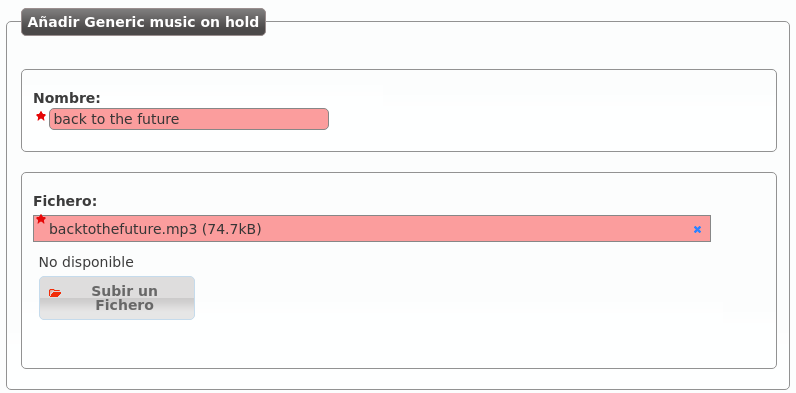 Añadir Generic music on hold
Nombre:
back to the future
Fichero:
backtothefuture.mp3 (74.7kB)
No disponible
Subir un
Fichero